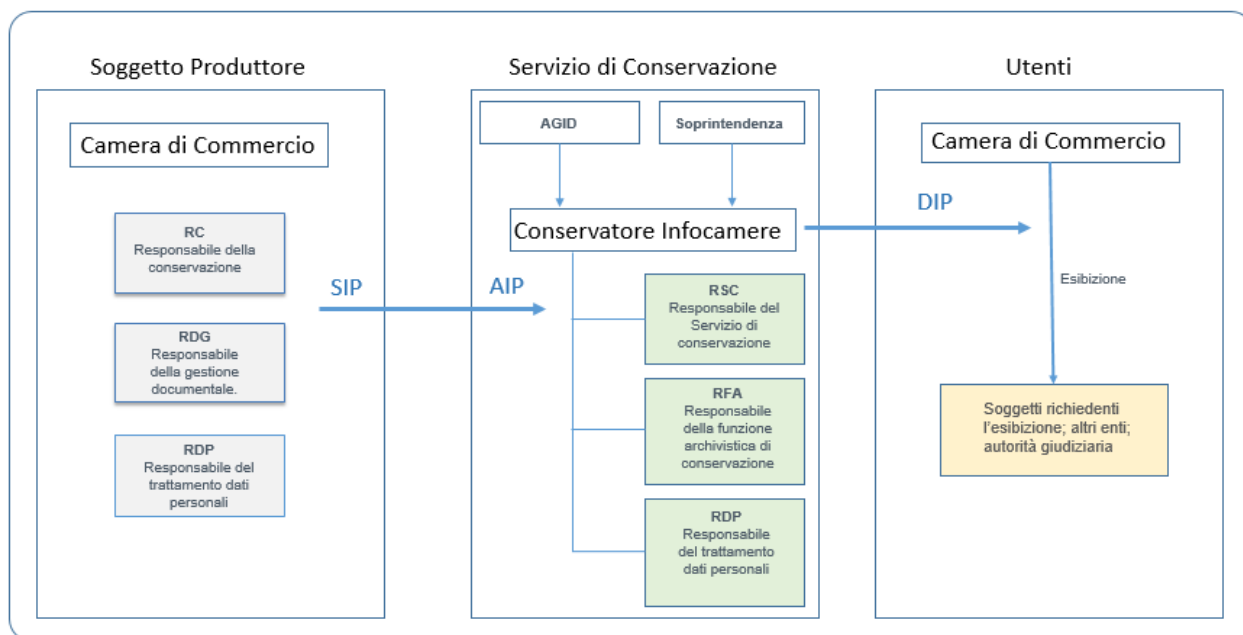 Soggetto Produttore
Camera di Commercio
RC
Responsabile della
conservazione
RDG
Responsabile
della gestione
documentale.
RDP
Responsabile del
trattamento dati
personali
SIP
Servizio di Conservazione
AGID
Soprintendenza
Conservatore Infocamere
AIP
RSC
Responsabile del
Servizio di
conservazione
RFA
Responsabile
della funzione
archivistica di
conservazione
RDP
Responsabile
del trattamento
dati personali
DIP
Utenti
Camera di Commercio
Esibizione
Soggetti richiedenti
l'esibizione; altri enti;
autorità giudiziaria